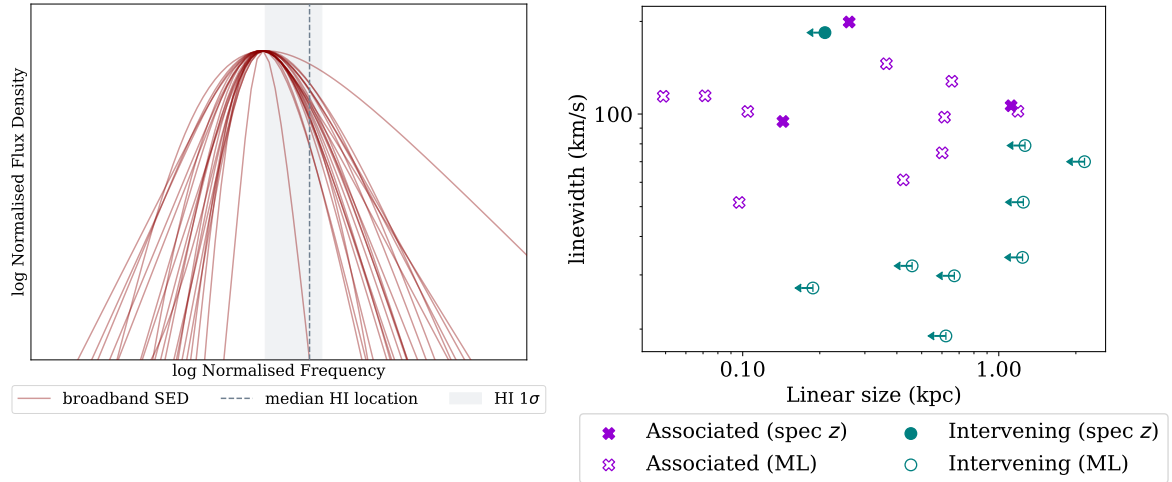 log Normalised Flux Density
log Normalised Frequency
broadband SED
median HI location
HI 1σ
linewidth (km/s)
100
0.10
1.00
Linear size (kpc)
Associated (spec z)
Intervening (spec z)
Associated (ML)
Intervening (ML)